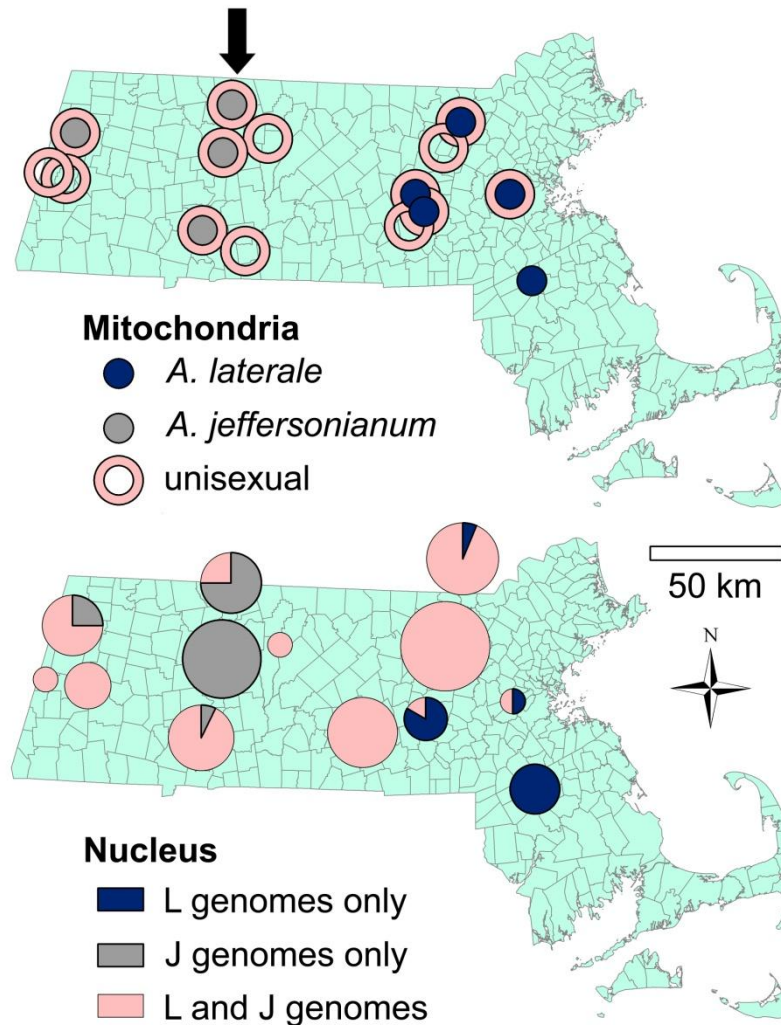 Mitochondria
A. laterale
A. jeffersonianum
unisexual
50 km
N
Nucleus
L genomes only
J genomes only
L and J genomes